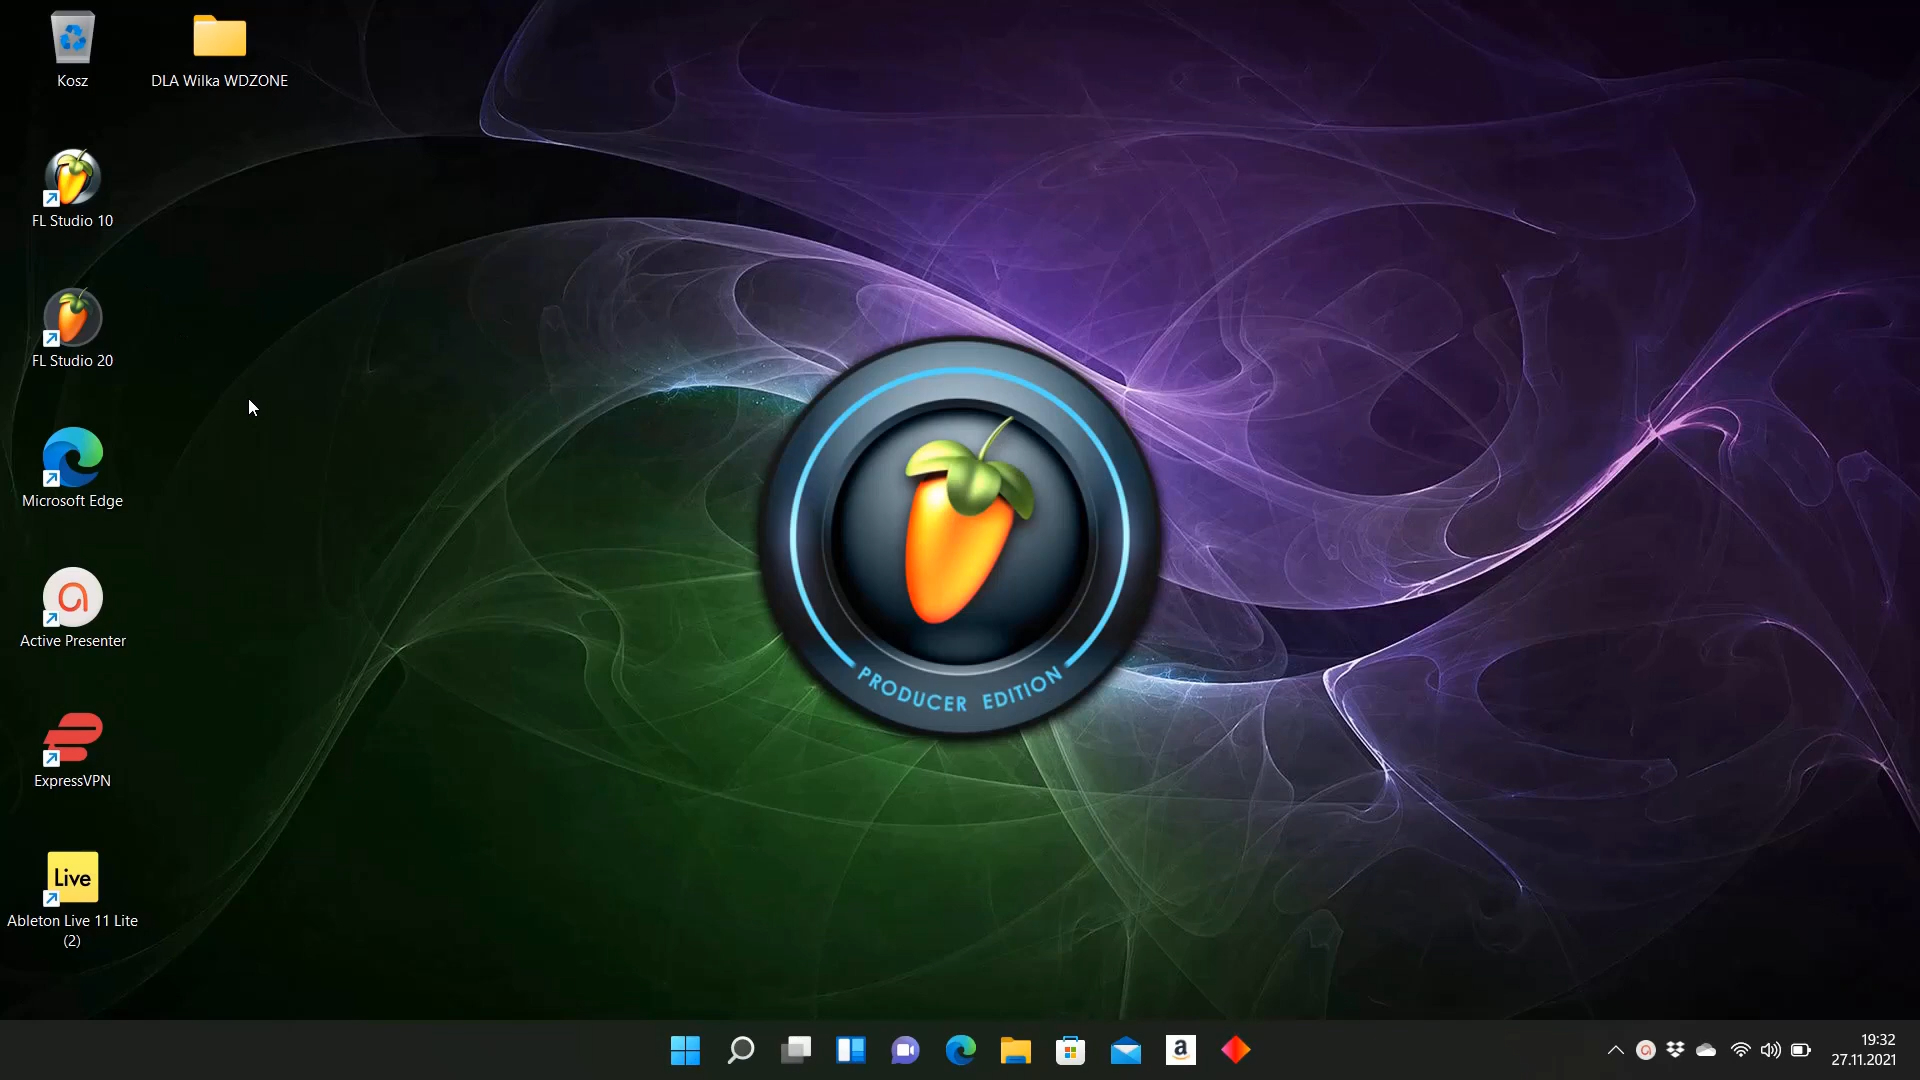 Kosz
DLA Wilka WDZONE
FL Studio 10
FL Studio 20
Microsoft Edge
Active Presenter
ExpressVPN
Live
Ableton Live 11 Lite
(2)
PRODUCER EDITION
a
19:32
27.11.2021